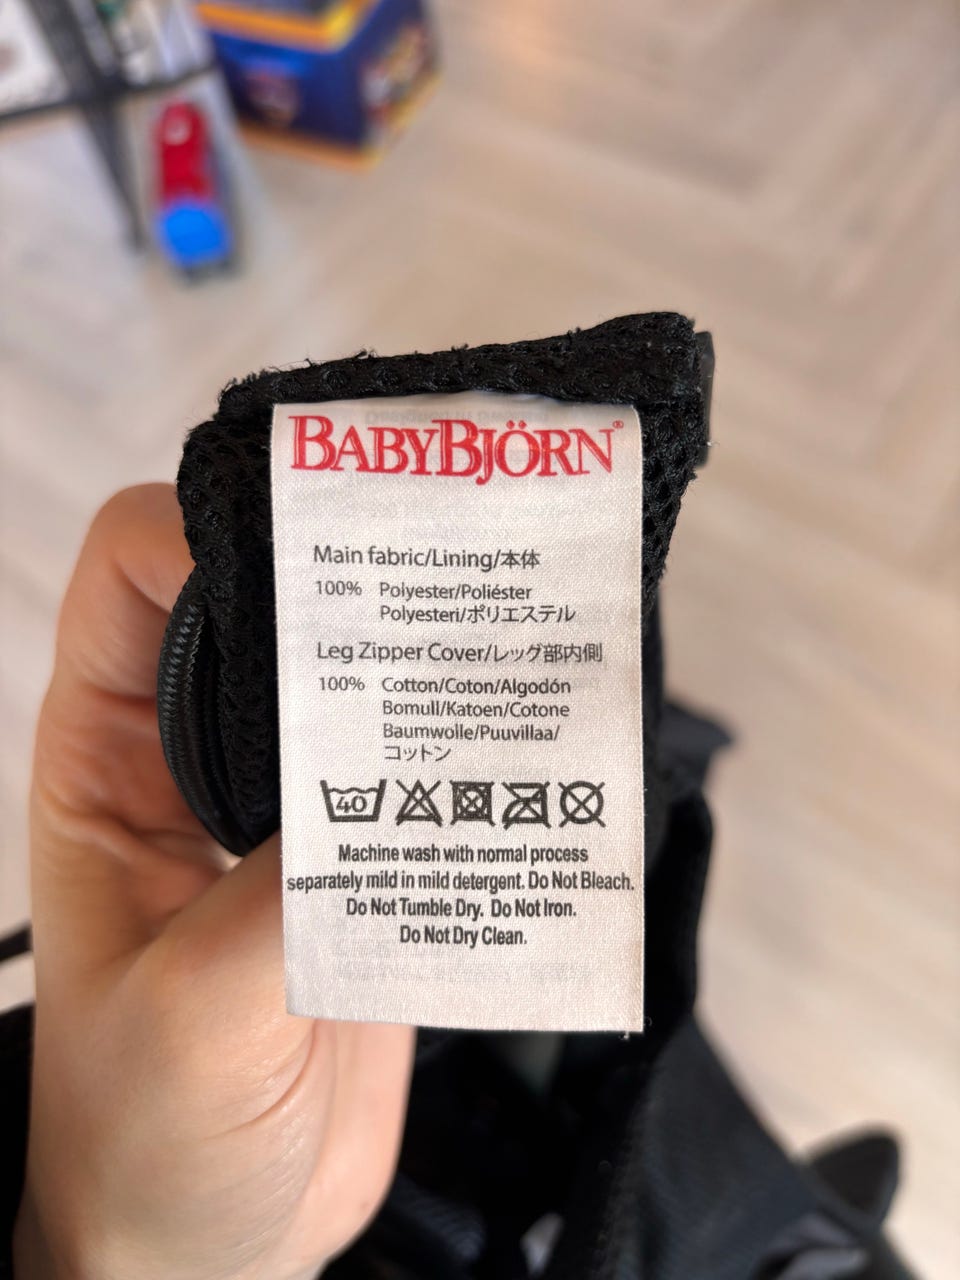 BABYBJÖRN®
Main fabric/Lining/本体
100% Polyester/Poliéster
Polyesteri/ポリエステル
Leg Zipper Cover/レッグ部内側
100% Cotton/Coton/Algodón
Bomull/Katoen/Cotone
Baumwolle/Puuvillaa/
コットン
40
Machine wash with normal process
separately mild in mild detergent. Do Not Bleach.
Do Not Tumble Dry. Do Not Iron.
Do Not Dry Clean.